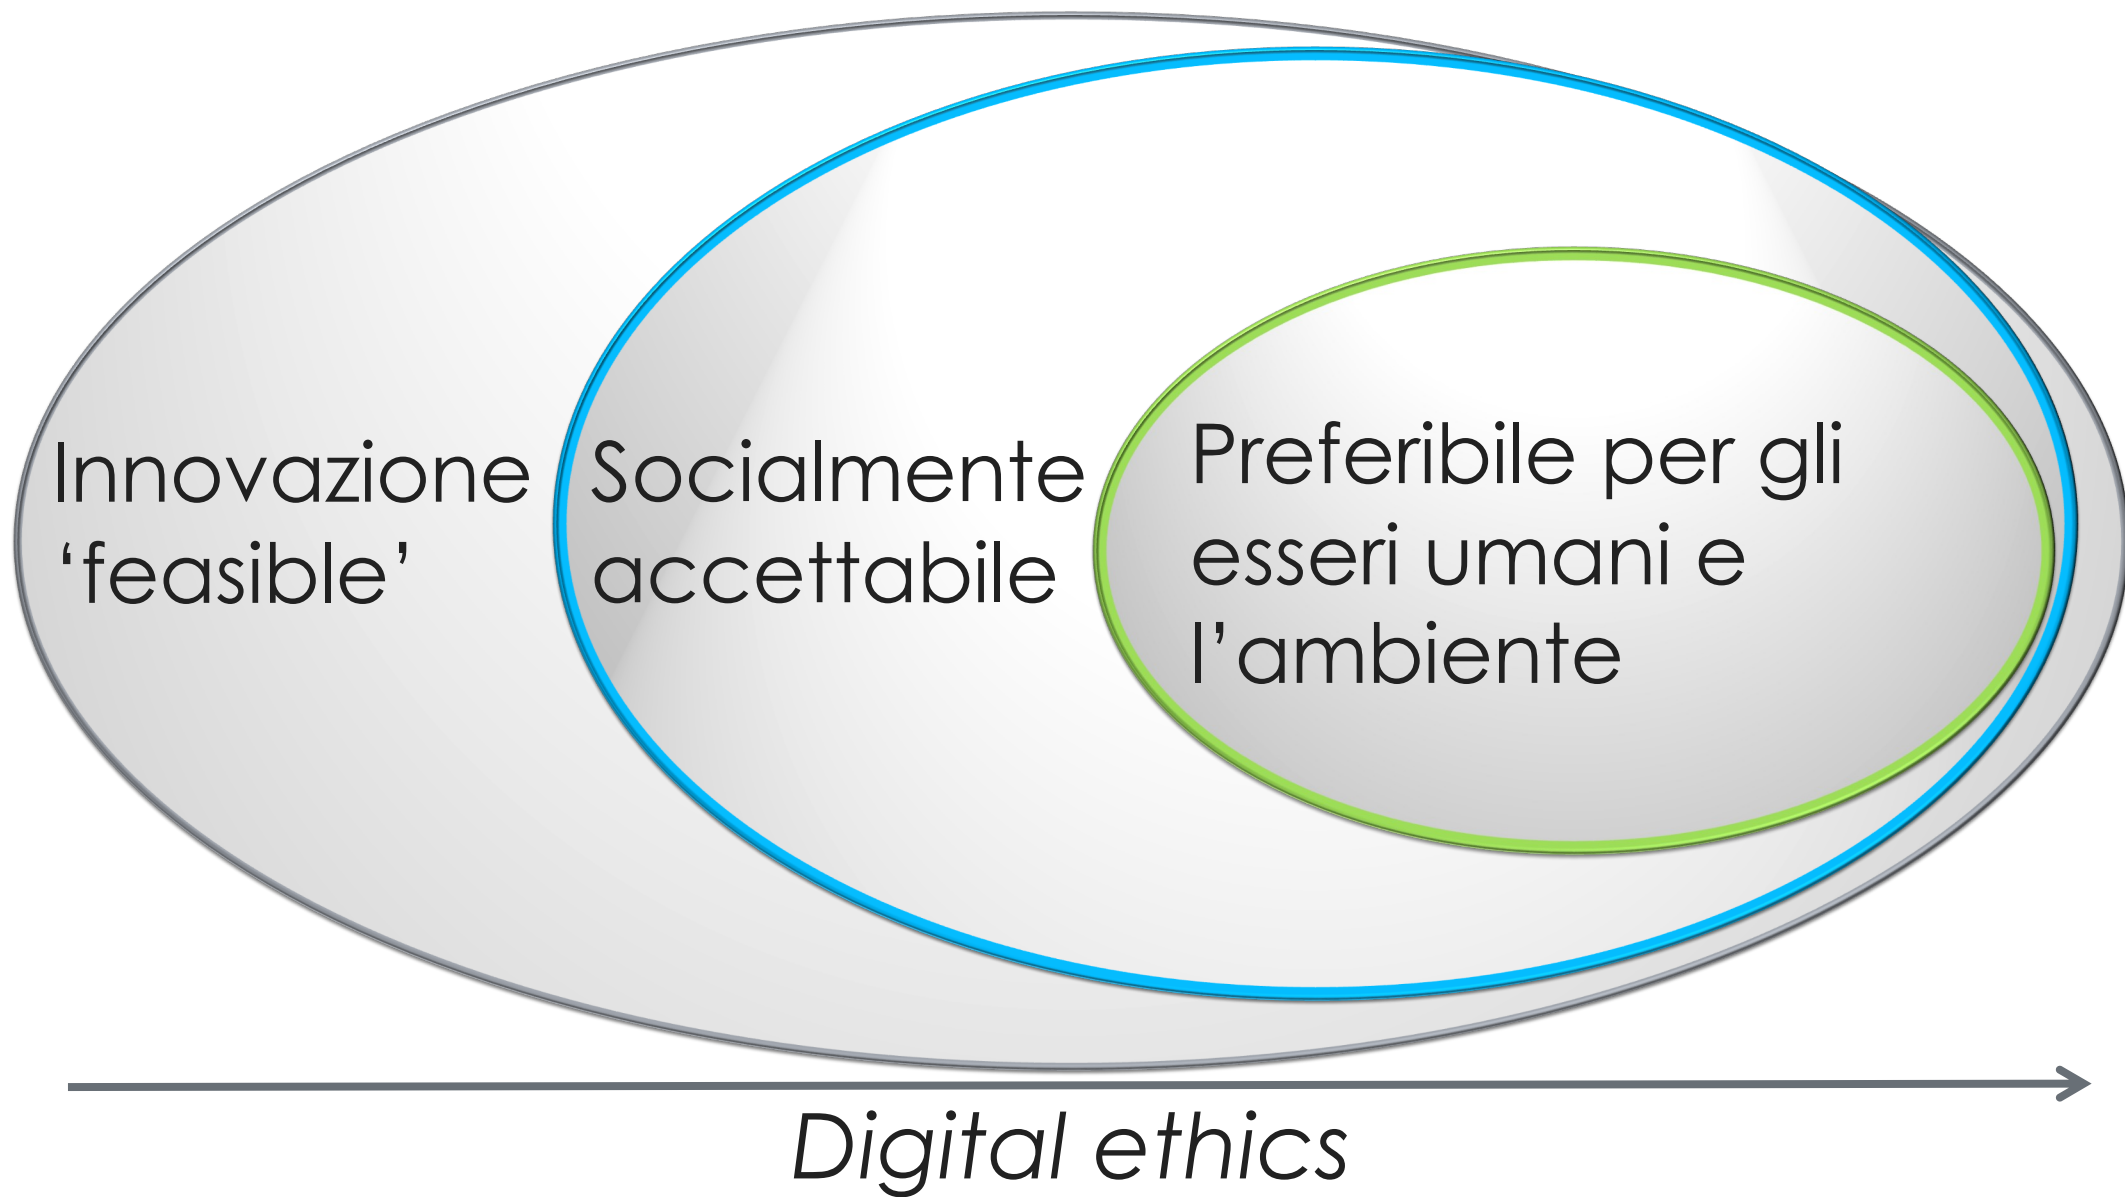 Innovazione
‘feasible’
Socialmente
accettabile
Preferibile per gli
esseri umani e
l’ambiente
Digital ethics